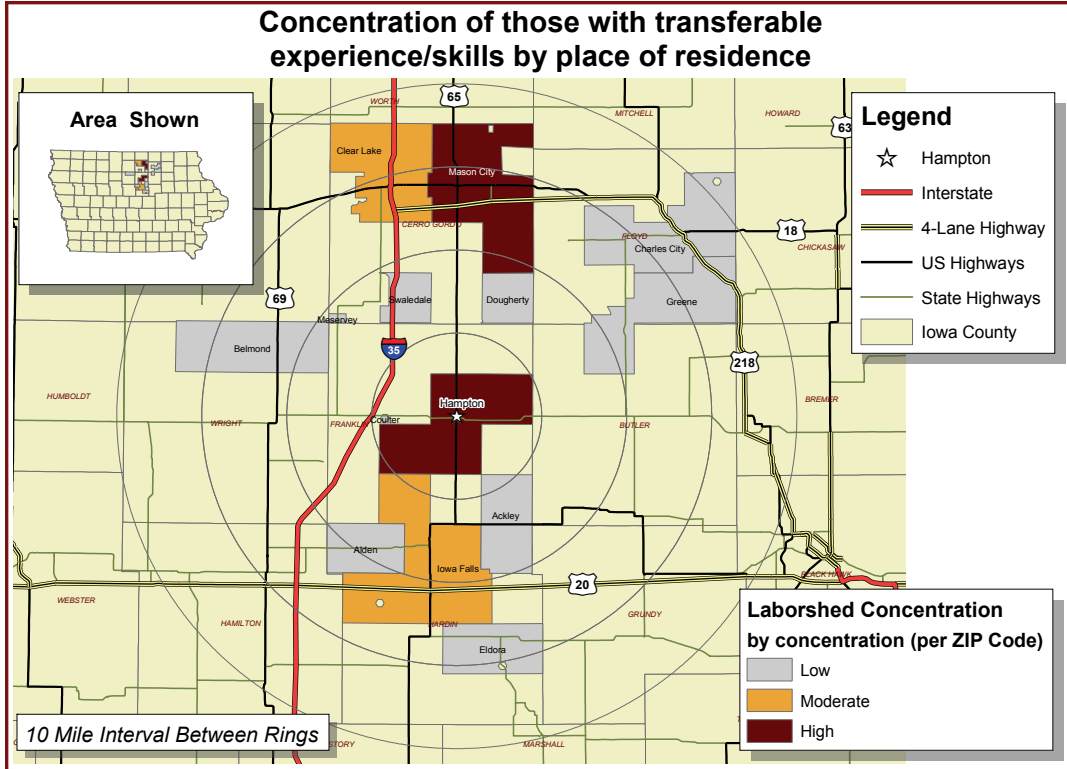 Concentration of those with transferable
experience/skills by place of residence
Area Shown
Legend
Hampton
Interstate
4-Lane Highway
US Highways
State Highways
Iowa County
WORTH
65
MITCHELL
HOWARD
63
Clear Lake
Mason City
CERRO GORDO
FLOYD
Charles City
18
CHICKASAW
69
Swaledale
Dougherty
Greene
Meservey
Belmond
35
218
HUMBOLDT
Hampton
BREMER
WRIGHT
FRANKLIN
Coulter
BUTLER
Ackley
Alden
Iowa Falls
20
BLACK HAWK
WEBSTER
HAMILTON
HARDIN
GRUNDY
Eldora
STORY
MARSHALL
Laborshed Concentration
by concentration (per ZIP Code)
Low
Moderate
High
10 Mile Interval Between Rings